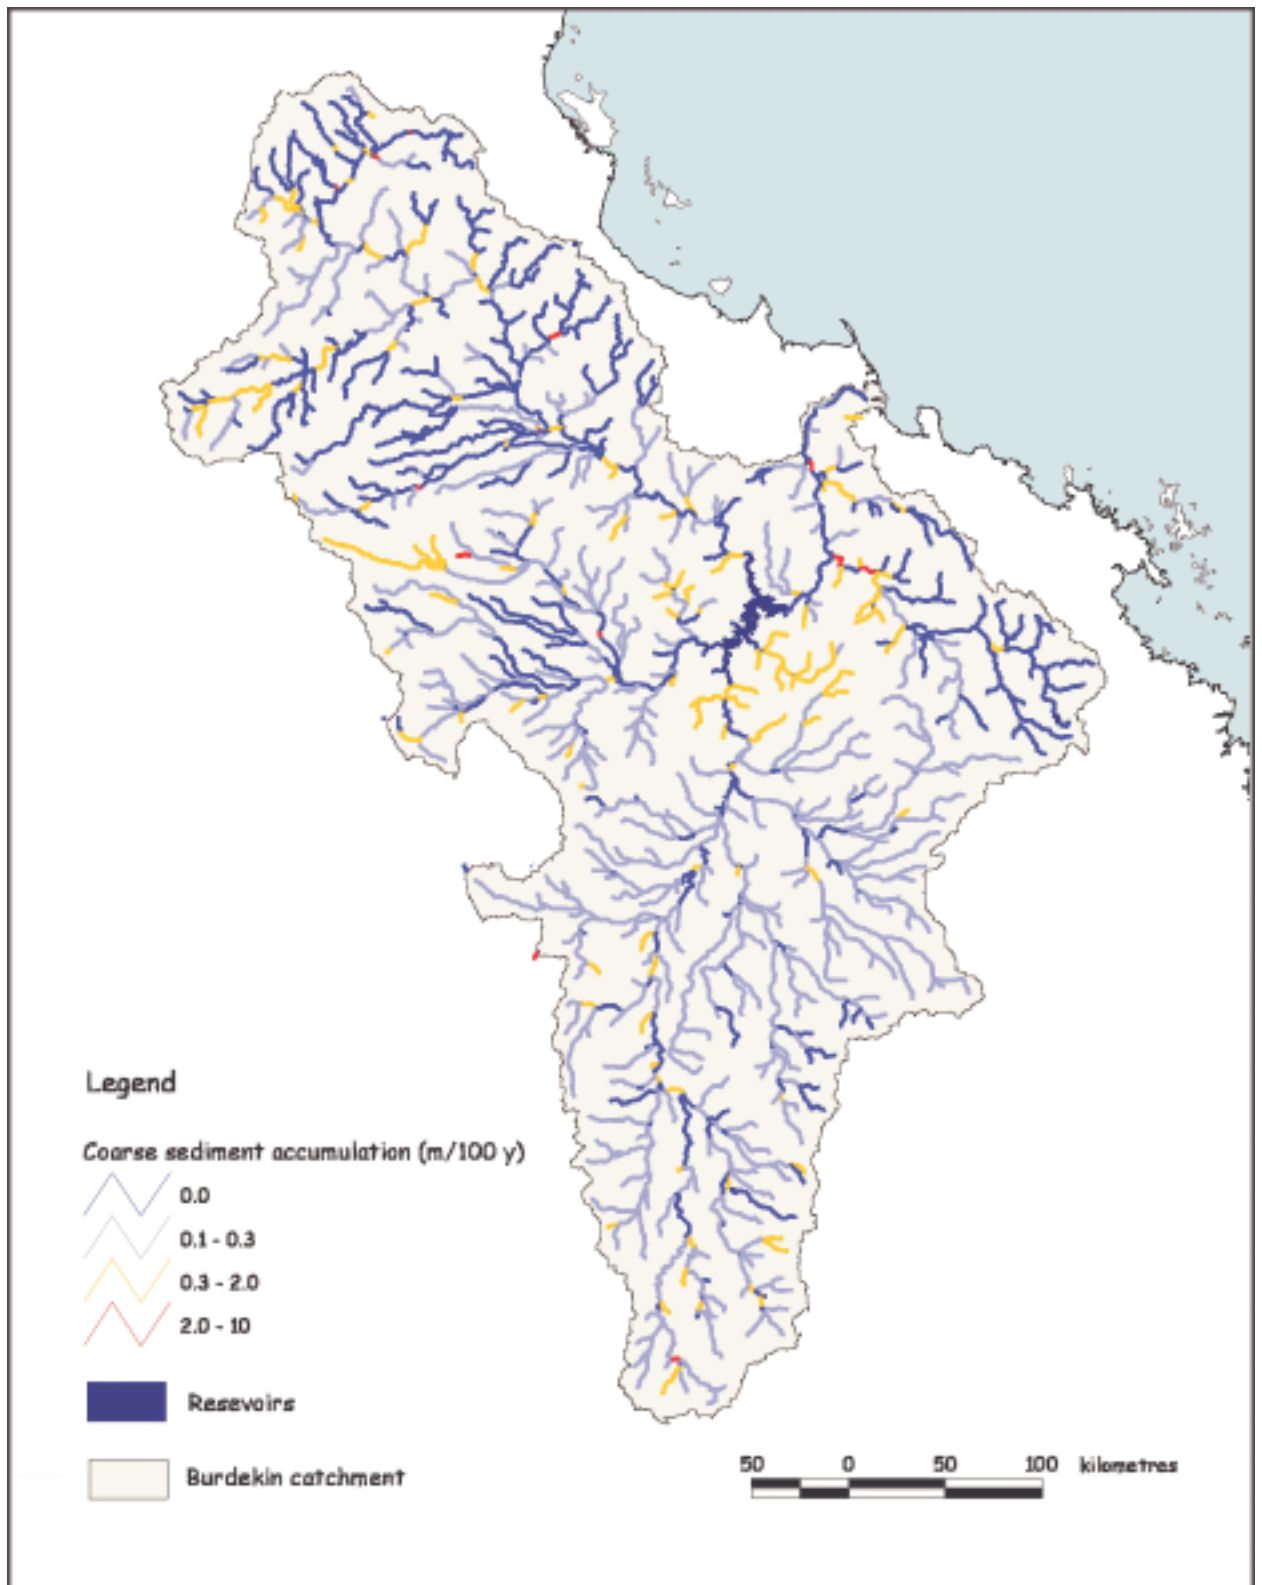 Legend
Coarse sediment accumulation (m/100 y)
0.0
0.1 - 0.3
0.3 - 2.0
2.0 - 10
Resevoirs
Burdekin catchment
50 0 50 100 kilometres